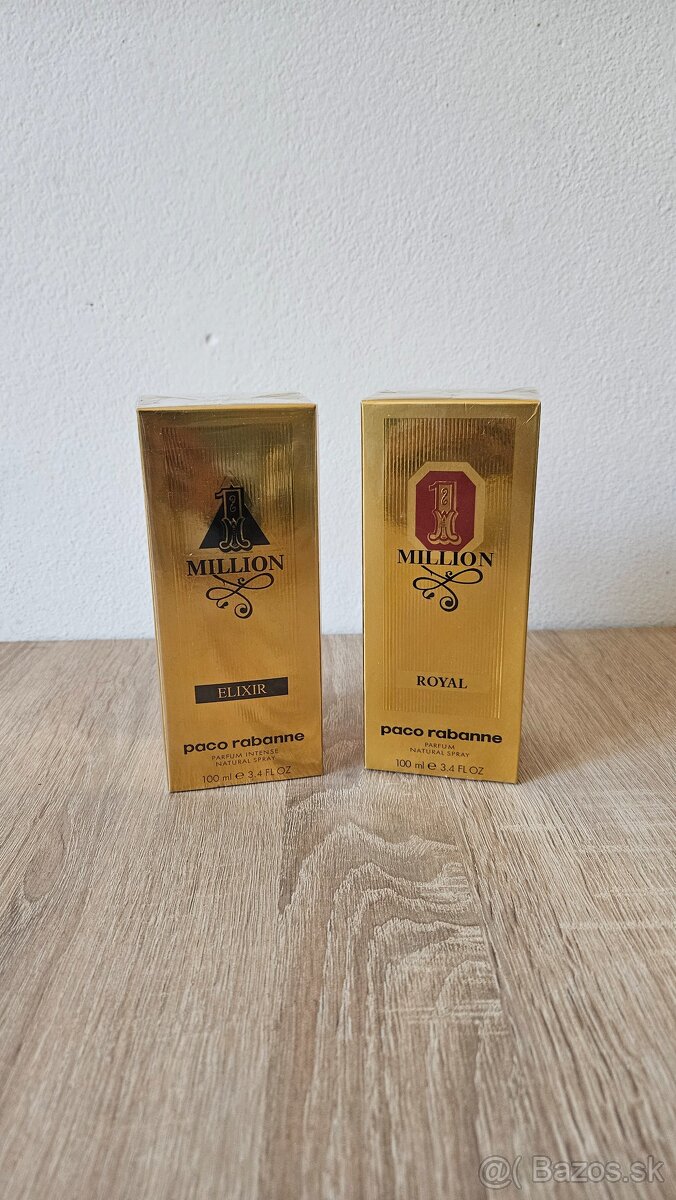 1
MILLION
ELIXIR
paco rabanne
PARFUM INTENSE
NATURAL SPRAY
100 ml e 3.4 FL OZ
1
MILLION
ROYAL
paco rabanne
PARFUM
NATURAL SPRAY
100 ml e 3.4 FL OZ
@( Bazos.sk